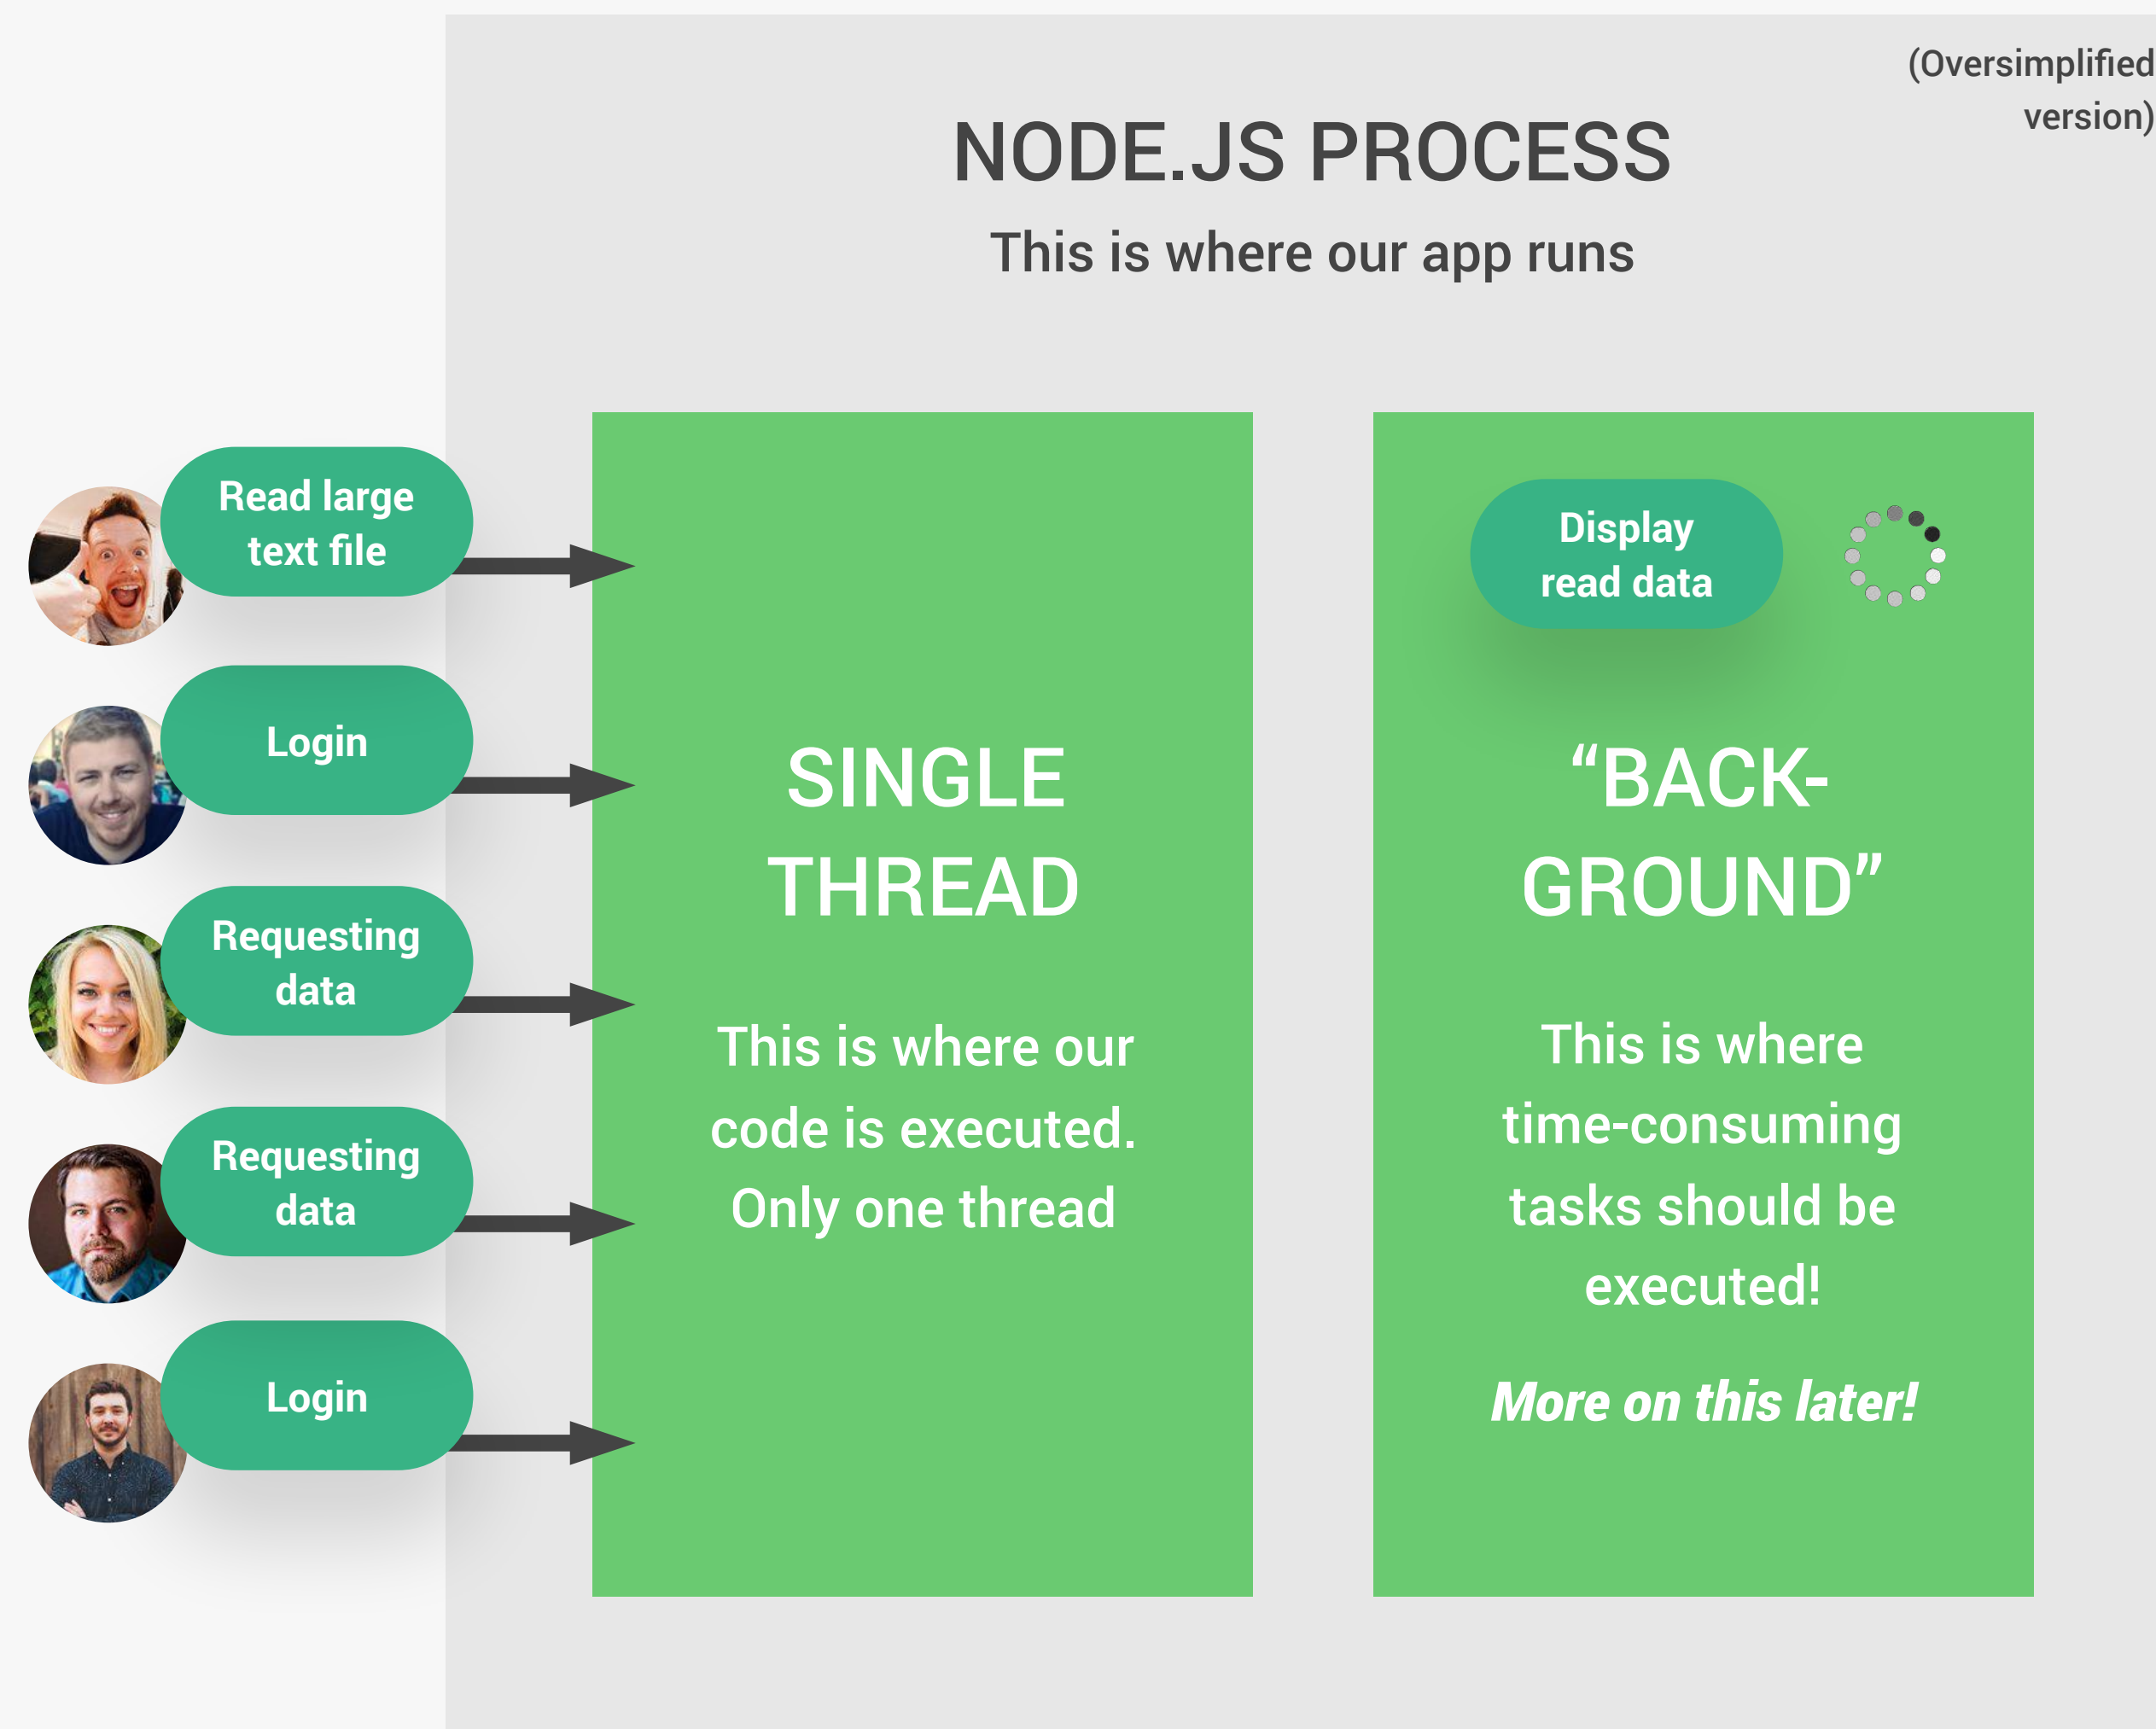 (Oversimplified
version)
NODE.JS PROCESS
This is where our app runs
Read large
text file
Login
Requesting
data
Requesting
data
Login
SINGLE
THREAD
This is where our
code is executed.
Only one thread
Display
read data
“BACK-
GROUND”
This is where
time-consuming
tasks should be
executed!
More on this later!